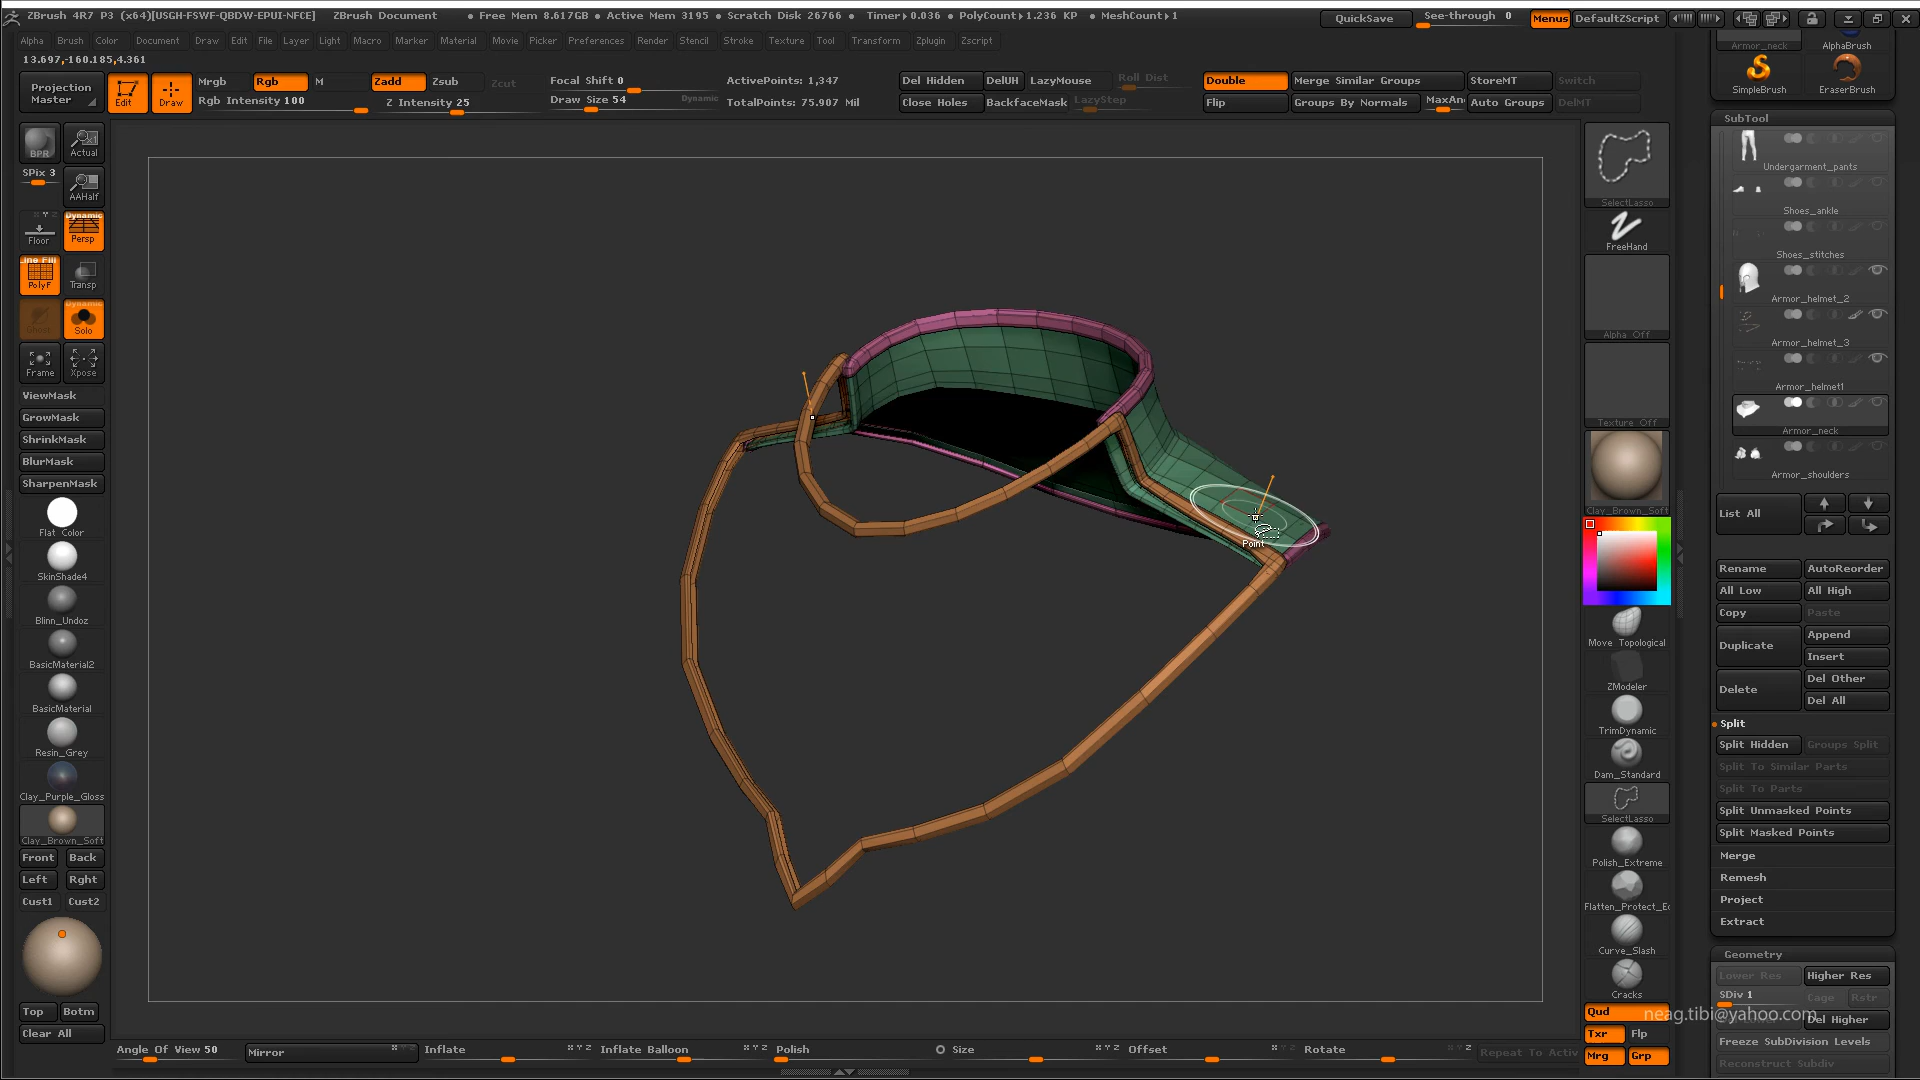 ZBrush 4R7 P3 (x64)[USGH-FSWF-QBDW-EPUI-NFCE] ZBrush Document • Free Mem 8.617GB • Active Mem 3195 • Scratch Disk 26766 • Timer▸0.036 • PolyCount▸1.236 KP • MeshCount▸1 QuickSave See-through 0 Menus DefaultZScript
Alpha Brush Color Document Draw Edit File Layer Light Macro Marker Material Movie Picker Preferences Render Stencil Stroke Texture Tool Transform Zplugin Zscript
13.697,-160.185,4.361
Projection Master
Edit Draw
Mrgb Rgb M Zadd Zsub Zcut
Rgb Intensity 100 Z Intensity 25
Focal Shift 0
Draw Size 54 Dynamic
ActivePoints: 1,347
TotalPoints: 75.907 Mil
Del Hidden DelUH LazyMouse Roll Dist
Close Holes BackfaceMask LazyStep
Double Merge Similar Groups StoreMT Switch
Flip Groups By Normals MaxAn Auto Groups DelMT
BPR Actual
SPix 3
AAHalf
Dynamic
Floor Persp
Line Fill
PolyF Transp
Dynamic
Ghost Solo
Frame Xpose
ViewMask
GrowMask
ShrinkMask
BlurMask
SharpenMask
Flat Color
SkinShade4
Blinn_Undoz
BasicMaterial2
BasicMaterial
Resin_Grey
Clay_Purple_Gloss
Clay_Brown_Soft
Front Back
Left Rght
Cust1 Cust2
Top Botm
Clear All
Point
Angle Of View 50 Mirror Inflate Inflate Balloon Polish Size Offset Rotate Repeat To Activ
SelectLasso
FreeHand
Alpha Off
Texture Off
Clay_Brown_Soft
Move Topological
ZModeler
TrimDynamic
Dam_Standard
SelectLasso
Polish_Extreme
Flatten_Protect_Ed
Curve_Slash
Cracks
Qud
Txr Flp
Mrg Grp
Armor_neck AlphaBrush
SimpleBrush EraserBrush
SubTool
Undergarment_pants
Shoes_ankle
Shoes_stitches
Armor_helmet_2
Armor_helmet_3
Armor_helmet1
Armor_neck
Armor_shoulders
List All
Rename AutoReorder
All Low All High
Copy Paste
Duplicate Append
Insert
Delete Del Other
Del All
Split
Split Hidden Groups Split
Split To Similar Parts
Split To Parts
Split Unmasked Points
Split Masked Points
Merge
Remesh
Project
Extract
Geometry
Lower Res Higher Res
SDiv 1 Cage Rstr
neag.tibi@yahoo.com
Del Higher
Freeze SubDivision Levels
Reconstruct Subdiv